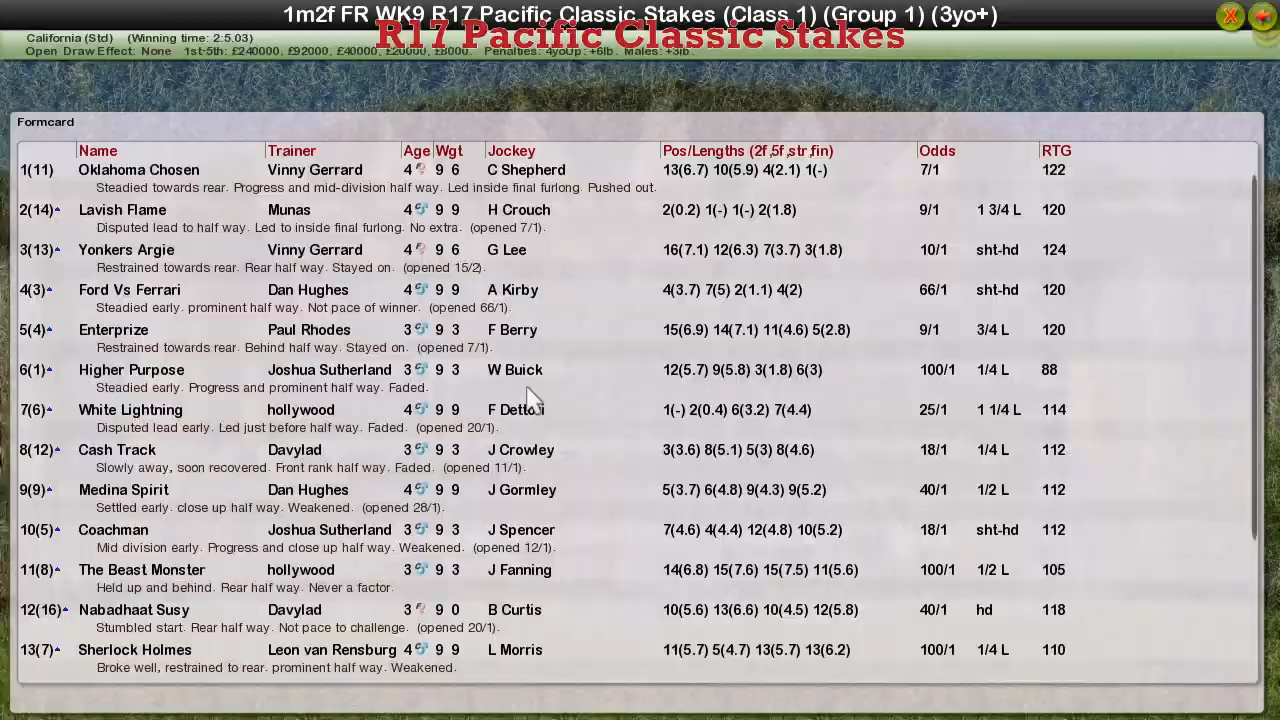 1m2f FR WK9 R17 Pacific Classic Stakes (Class 1) (Group 1) (3yo+)
R17 Pacific Classic Stakes
California (Std) (Winning time: 2:5.03)
Open Draw Effect: None 1st-5th: £240000, £92000, £40000, £20000, £8000. Penalties: 4yoUp: +6lb. Males: +3lb.
Formcard
Name Trainer Age Wgt Jockey Pos/Lengths (2f,5f,str,fin) Odds RTG
1(11) Oklahoma Chosen Vinny Gerrard 4 9 6 C Shepherd 13(6.7) 10(5.9) 4(2.1) 1(-) 7/1 122
Steadied towards rear. Progress and mid-division half way. Led inside final furlong. Pushed out.
2(14) Lavish Flame Munas 4 9 9 H Crouch 2(0.2) 1(-) 1(-) 2(1.8) 9/1 1 3/4 L 120
Disputed lead to half way. Led to inside final furlong. No extra. (opened 7/1).
3(13) Yonkers Argie Vinny Gerrard 4 9 6 G Lee 16(7.1) 12(6.3) 7(3.7) 3(1.8) 10/1 sht-hd 124
Restrained towards rear. Rear half way. Stayed on. (opened 15/2).
4(3) Ford Vs Ferrari Dan Hughes 4 9 9 A Kirby 4(3.7) 7(5) 2(1.1) 4(2) 66/1 sht-hd 120
Steadied early. prominent half way. Not pace of winner. (opened 66/1).
5(4) Enterprize Paul Rhodes 3 9 3 F Berry 15(6.9) 14(7.1) 11(4.6) 5(2.8) 9/1 3/4 L 120
Restrained towards rear. Behind half way. Stayed on. (opened 7/1).
6(1) Higher Purpose Joshua Sutherland 3 9 3 W Buick 12(5.7) 9(5.8) 3(1.8) 6(3) 100/1 1/4 L 88
Steadied early. Progress and prominent half way. Faded.
7(6) White Lightning hollywood 4 9 9 F Dettori 1(-) 2(0.4) 6(3.2) 7(4.4) 25/1 1 1/4 L 114
Disputed lead early. Led just before half way. Faded. (opened 20/1).
8(12) Cash Track Davylad 3 9 3 J Crowley 3(3.6) 8(5.1) 5(3) 8(4.6) 18/1 1/4 L 112
Slowly away, soon recovered. Front rank half way. Faded. (opened 11/1).
9(9) Medina Spirit Dan Hughes 4 9 9 J Gormley 5(3.7) 6(4.8) 9(4.3) 9(5.2) 40/1 1/2 L 112
Settled early. close up half way. Weakened. (opened 28/1).
10(5) Coachman Joshua Sutherland 3 9 3 J Spencer 7(4.6) 4(4.4) 12(4.8) 10(5.2) 18/1 sht-hd 112
Mid division early. Progress and close up half way. Weakened. (opened 12/1).
11(8) The Beast Monster hollywood 3 9 3 J Fanning 14(6.8) 15(7.6) 15(7.5) 11(5.6) 100/1 1/2 L 105
Held up and behind. Rear half way. Never a factor.
12(16) Nabadhaat Susy Davylad 3 9 0 B Curtis 10(5.6) 13(6.6) 10(4.5) 12(5.8) 40/1 hd 118
Stumbled start. Rear half way. Not pace to challenge. (opened 20/1).
13(7) Sherlock Holmes Leon van Rensburg 4 9 9 L Morris 11(5.7) 5(4.7) 13(5.7) 13(6.2) 100/1 1/4 L 110
Broke well, restrained to rear. prominent half way. Weakened.